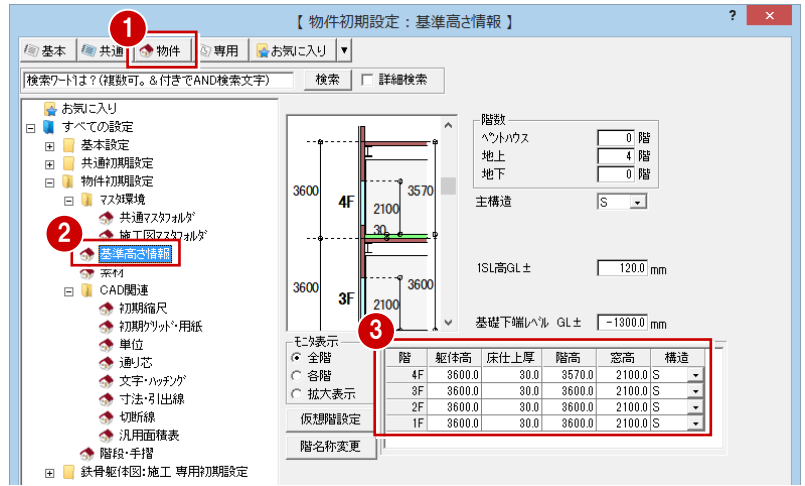 【 物件初期設定：基準高さ情報 】 ? ×
1
基本 共通 物件 専用 お気に入り ▼
検索ワードは？(複数可。＆付きでAND検索文字) 検索 詳細検索
お気に入り
すべての設定
基本設定
共通初期設定
物件初期設定
マスタ環境
共通マスタフォルダ
施工図マスタフォルダ
2
基準高さ情報
素材
CAD関連
初期縮尺
初期グリッド・用紙
単位
通り芯
文字・ハッチング
寸法・引出線
切断線
汎用面積表
階段・手摺
鉄骨躯体図：施工 専用初期設定
3600 4F 2100 3570
30
3600 3F 2100 3600
階数
ペントハウス 0 階
地上 4 階
地下 0 階
主構造 S
1SL高GL± 120.0 mm
基礎下端レベル GL± -1300.0 mm
モニタ表示
全階
各階
拡大表示
仮想階設定
階名称変更
3
階 躯体高 床仕上厚 階高 窓高 構造
4F 3600.0 30.0 3570.0 2100.0 S
3F 3600.0 30.0 3600.0 2100.0 S
2F 3600.0 30.0 3600.0 2100.0 S
1F 3600.0 30.0 3600.0 2100.0 S